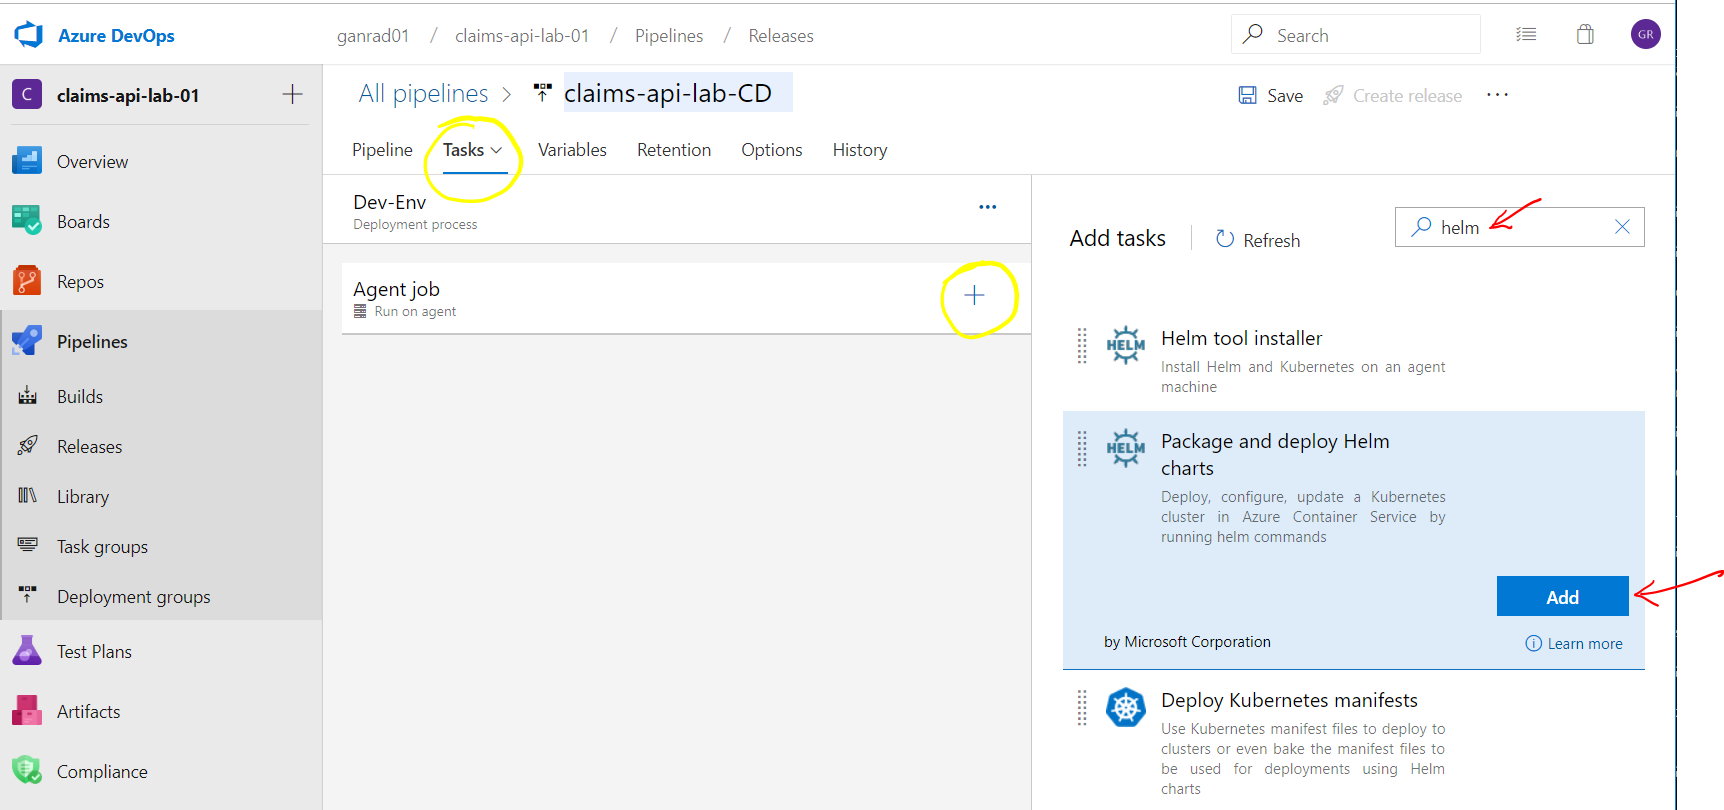 Azure DevOps
ganrad01 / claims-api-lab-01 / Pipelines / Releases
Search
GR
C claims-api-lab-01
Overview
Boards
Repos
Pipelines
Builds
Releases
Library
Task groups
Deployment groups
Test Plans
Artifacts
Compliance
All pipelines > claims-api-lab-CD
Save
Create release
...
Pipeline Tasks Variables Retention Options History
Dev-Env
Deployment process
...
Agent job
Run on agent
Add tasks
Refresh
helm
HELM
Helm tool installer
Install Helm and Kubernetes on an agent
machine
HELM
Package and deploy Helm
charts
Deploy, configure, update a Kubernetes
cluster in Azure Container Service by
running helm commands
Add
by Microsoft Corporation
Learn more
Deploy Kubernetes manifests
Use Kubernetes manifest files to deploy to
clusters or even bake the manifest files to
be used for deployments using Helm
charts